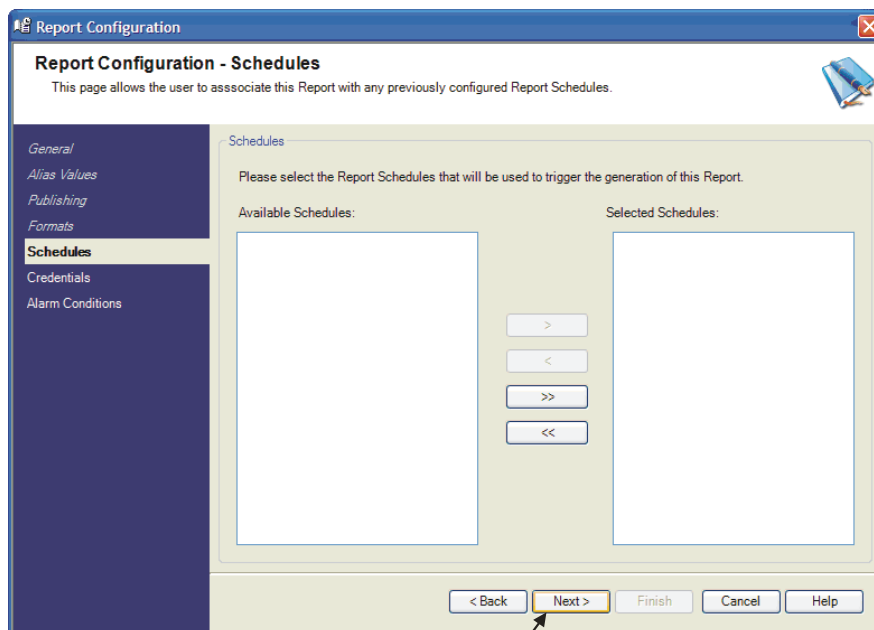 Report Configuration
Report Configuration - Schedules
This page allows the user to asssociate this Report with any previously configured Report Schedules.
General
Alias Values
Publishing
Formats
Schedules
Credentials
Alarm Conditions
Schedules
Please select the Report Schedules that will be used to trigger the generation of this Report.
Available Schedules:
Selected Schedules:
>
<
>>
<<
< Back
Next >
Finish
Cancel
Help